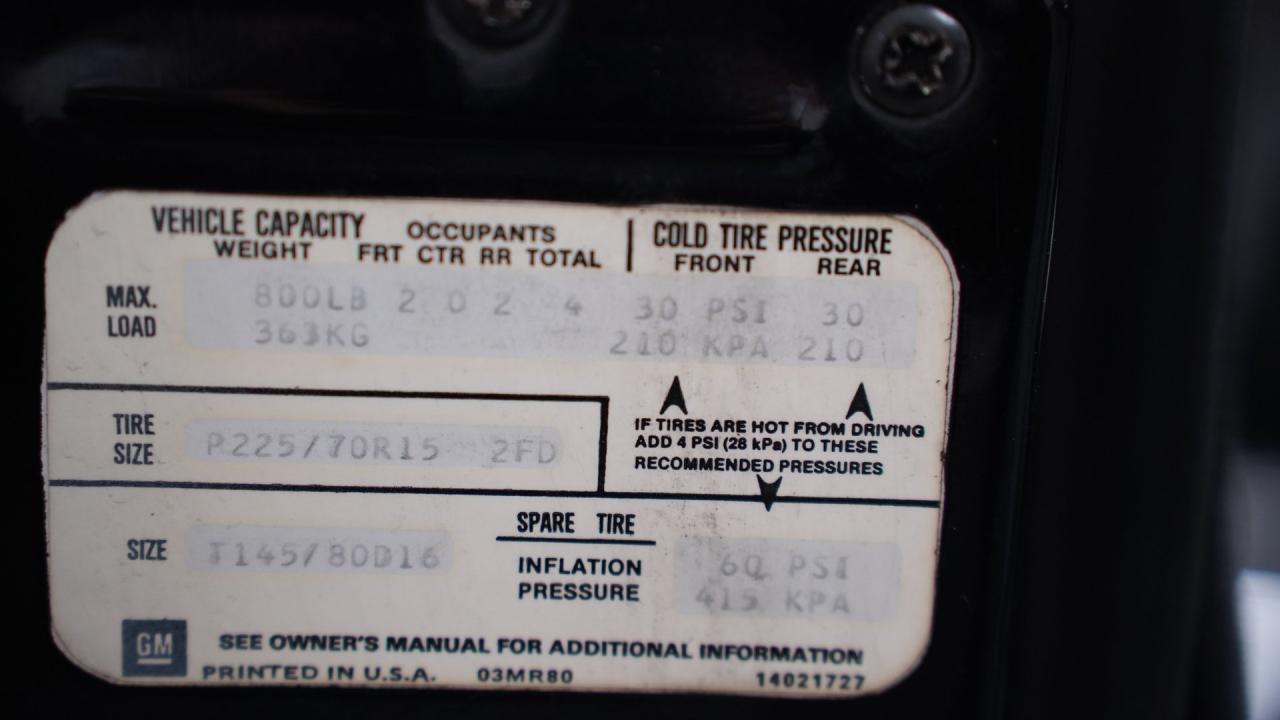 VEHICLE CAPACITY OCCUPANTS COLD TIRE PRESSURE
WEIGHT FRT CTR RR TOTAL FRONT REAR
MAX. 800LB 2 0 2 4 30 PSI 30
LOAD 363KG 210 KPA 210
TIRE
SIZE P225/70R15 2FD
IF TIRES ARE HOT FROM DRIVING
ADD 4 PSI (28 kPa) TO THESE
RECOMMENDED PRESSURES
SPARE TIRE
SIZE T145/80D16
INFLATION 60 PSI
PRESSURE 415 KPA
GM SEE OWNER'S MANUAL FOR ADDITIONAL INFORMATION
PRINTED IN U.S.A. 03MR80 14021727